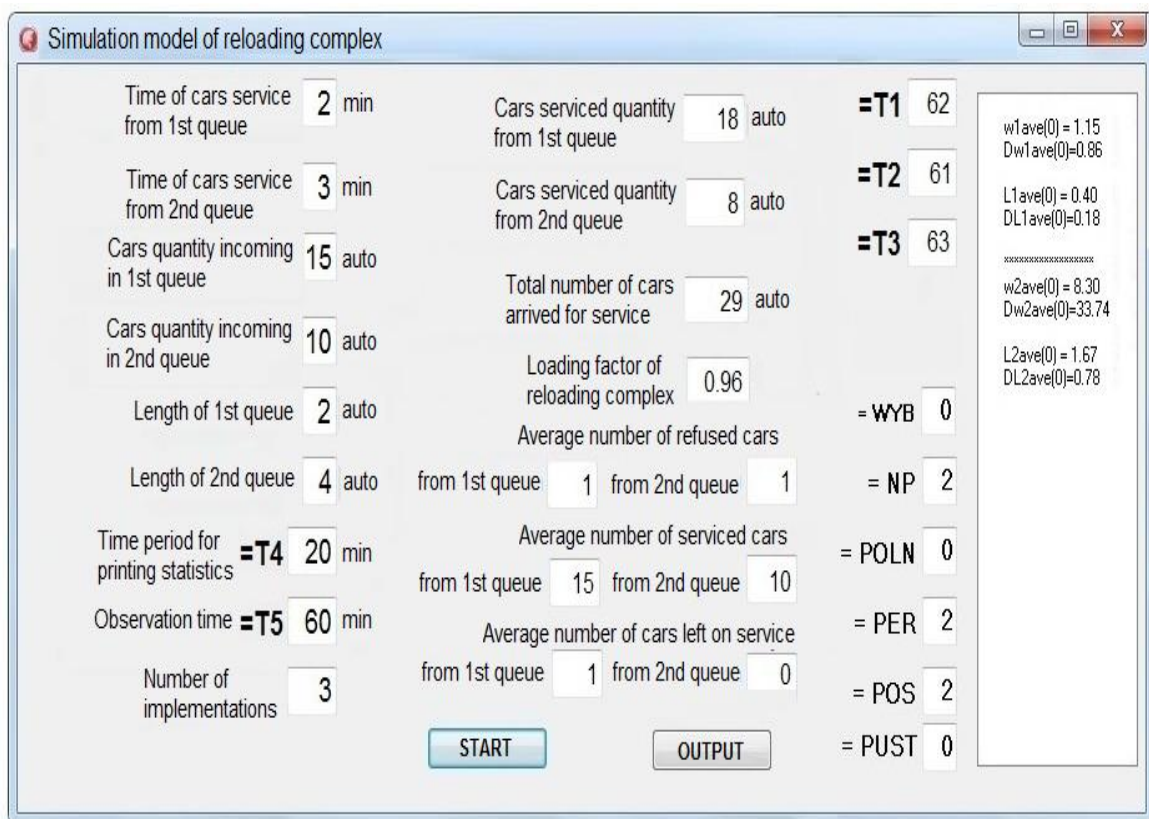 Simulation model of reloading complex
Time of cars service
from 1st queue 2 min
Time of cars service
from 2nd queue 3 min
Cars quantity incoming
in 1st queue 15 auto
Cars quantity incoming
in 2nd queue 10 auto
Length of 1st queue 2 auto
Length of 2nd queue 4 auto
Time period for
printing statistics =T4 20 min
Observation time =T5 60 min
Number of
implementations 3
Cars serviced quantity
from 1st queue 18 auto
Cars serviced quantity
from 2nd queue 8 auto
Total number of cars
arrived for service 29 auto
Loading factor of
reloading complex 0.96
Average number of refused cars
from 1st queue 1 from 2nd queue 1
Average number of serviced cars
from 1st queue 15 from 2nd queue 10
Average number of cars left on service
from 1st queue 1 from 2nd queue 0
START OUTPUT
=T1 62
=T2 61
=T3 63
= WYB 0
= NP 2
= POLN 0
= PER 2
= POS 2
= PUST 0
w1ave(0) = 1.15
Dw1ave(0)=0.86
L1ave(0) = 0.40
DL1ave(0)=0.18
xxxxxxxxxxxxxxxxxx
w2ave(0) = 8.30
Dw2ave(0)=33.74
L2ave(0) = 1.67
DL2ave(0)=0.78